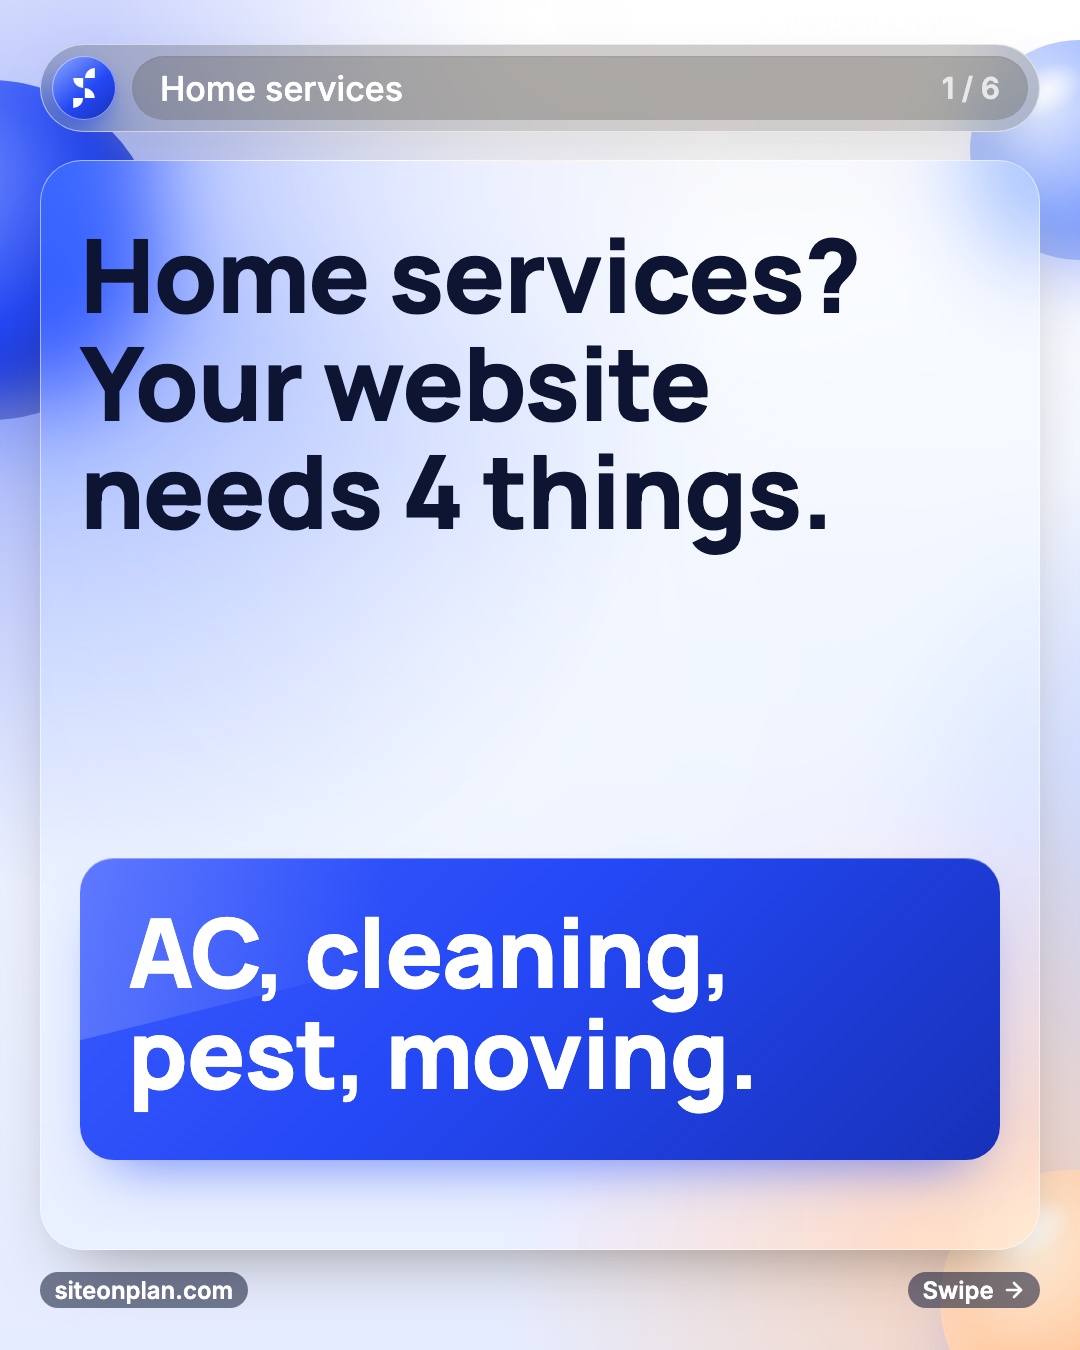 Home services
1 / 6
Home services?
Your website
needs 4 things.
AC, cleaning,
pest, moving.
siteonplan.com
Swipe →